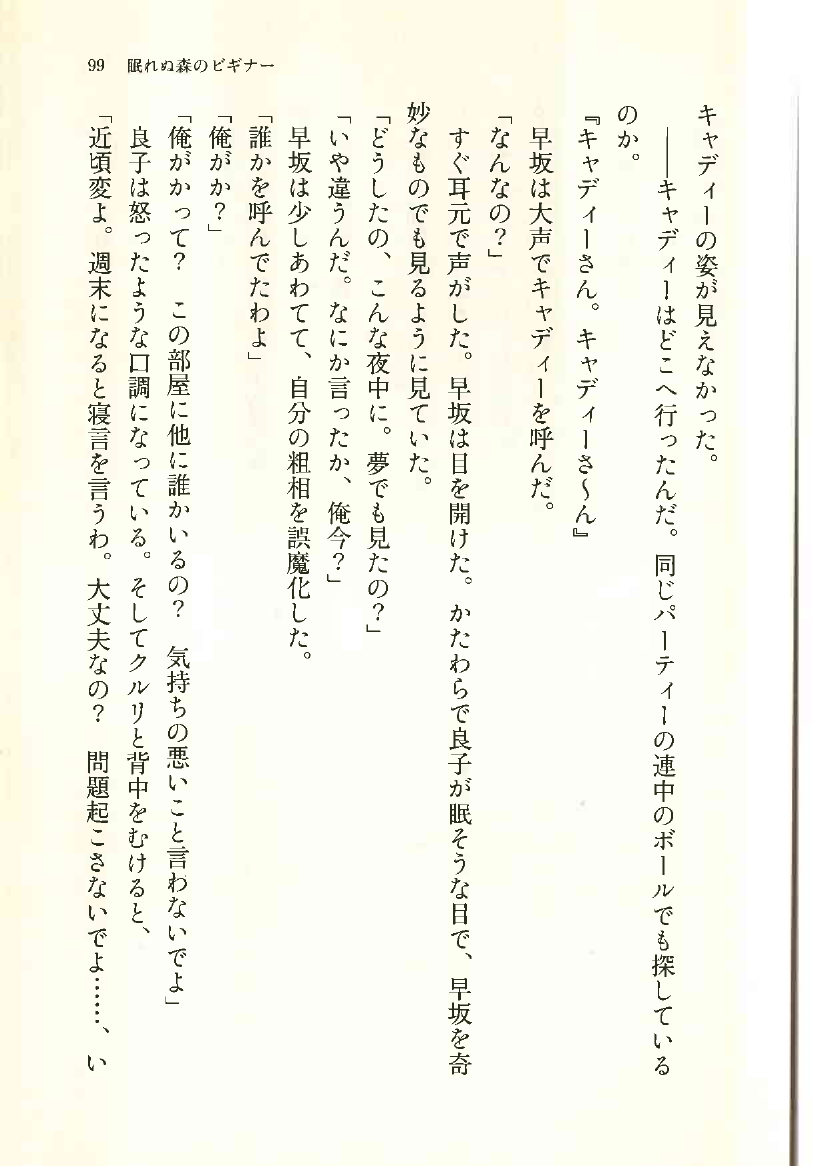 99　眠れぬ森のビギナー
キャディーの姿が見えなかった。
　――キャディーはどこへ行ったんだ。同じパーティーの連中のボールでも探している
のか。
『キャディーさん。キャディーさ～ん』
　早坂は大声でキャディーを呼んだ。
「なんなの？」
　すぐ耳元で声がした。早坂は目を開けた。かたわらで良子が眠そうな目で、早坂を奇
妙なものでも見るように見ていた。
「どうしたの、こんな夜中に。夢でも見たの？」
「いや違うんだ。なにか言ったか、俺今？」
　早坂は少しあわてて、自分の粗相を誤魔化した。
「誰かを呼んでたわよ」
「俺がか？」
「俺がかって？　この部屋に他に誰かいるの？　気持ちの悪いこと言わないでよ」
　良子は怒ったような口調になっている。そしてクルリと背中をむけると、
「近頃変よ。週末になると寝言を言うわ。大丈夫なの？　問題起こさないでよ……、い